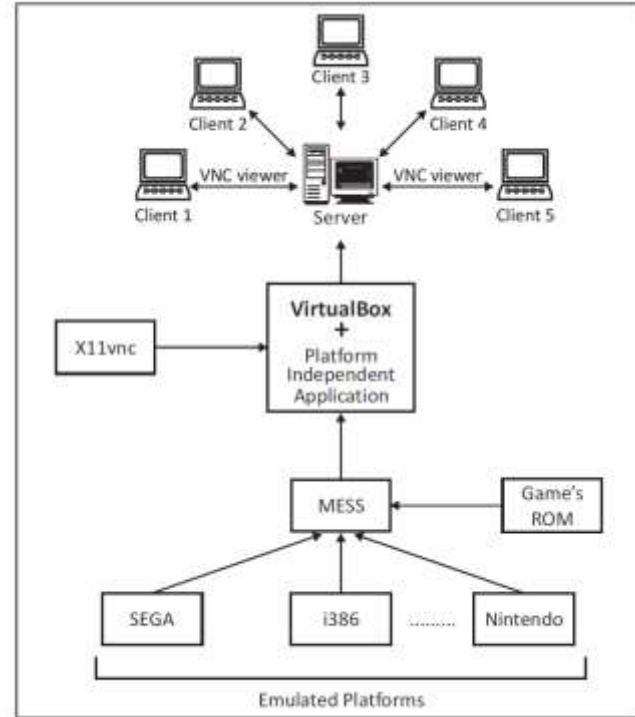 Client 3
Client 2
Client 4
VNC viewer
VNC viewer
Client 1
Server
Client 5
VirtualBox
+
X11vnc
Platform
Independent
Application
MESS
Game's
ROM
SEGA
i386
.........
Nintendo
Emulated Platforms